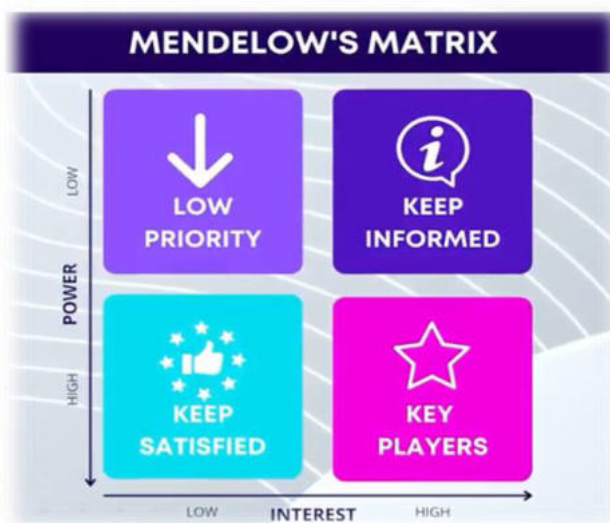 MENDELOW'S MATRIX
LOW
POWER
HIGH
LOW
PRIORITY
i
KEEP
INFORMED
KEEP
SATISFIED
KEY
PLAYERS
LOW
INTEREST
HIGH